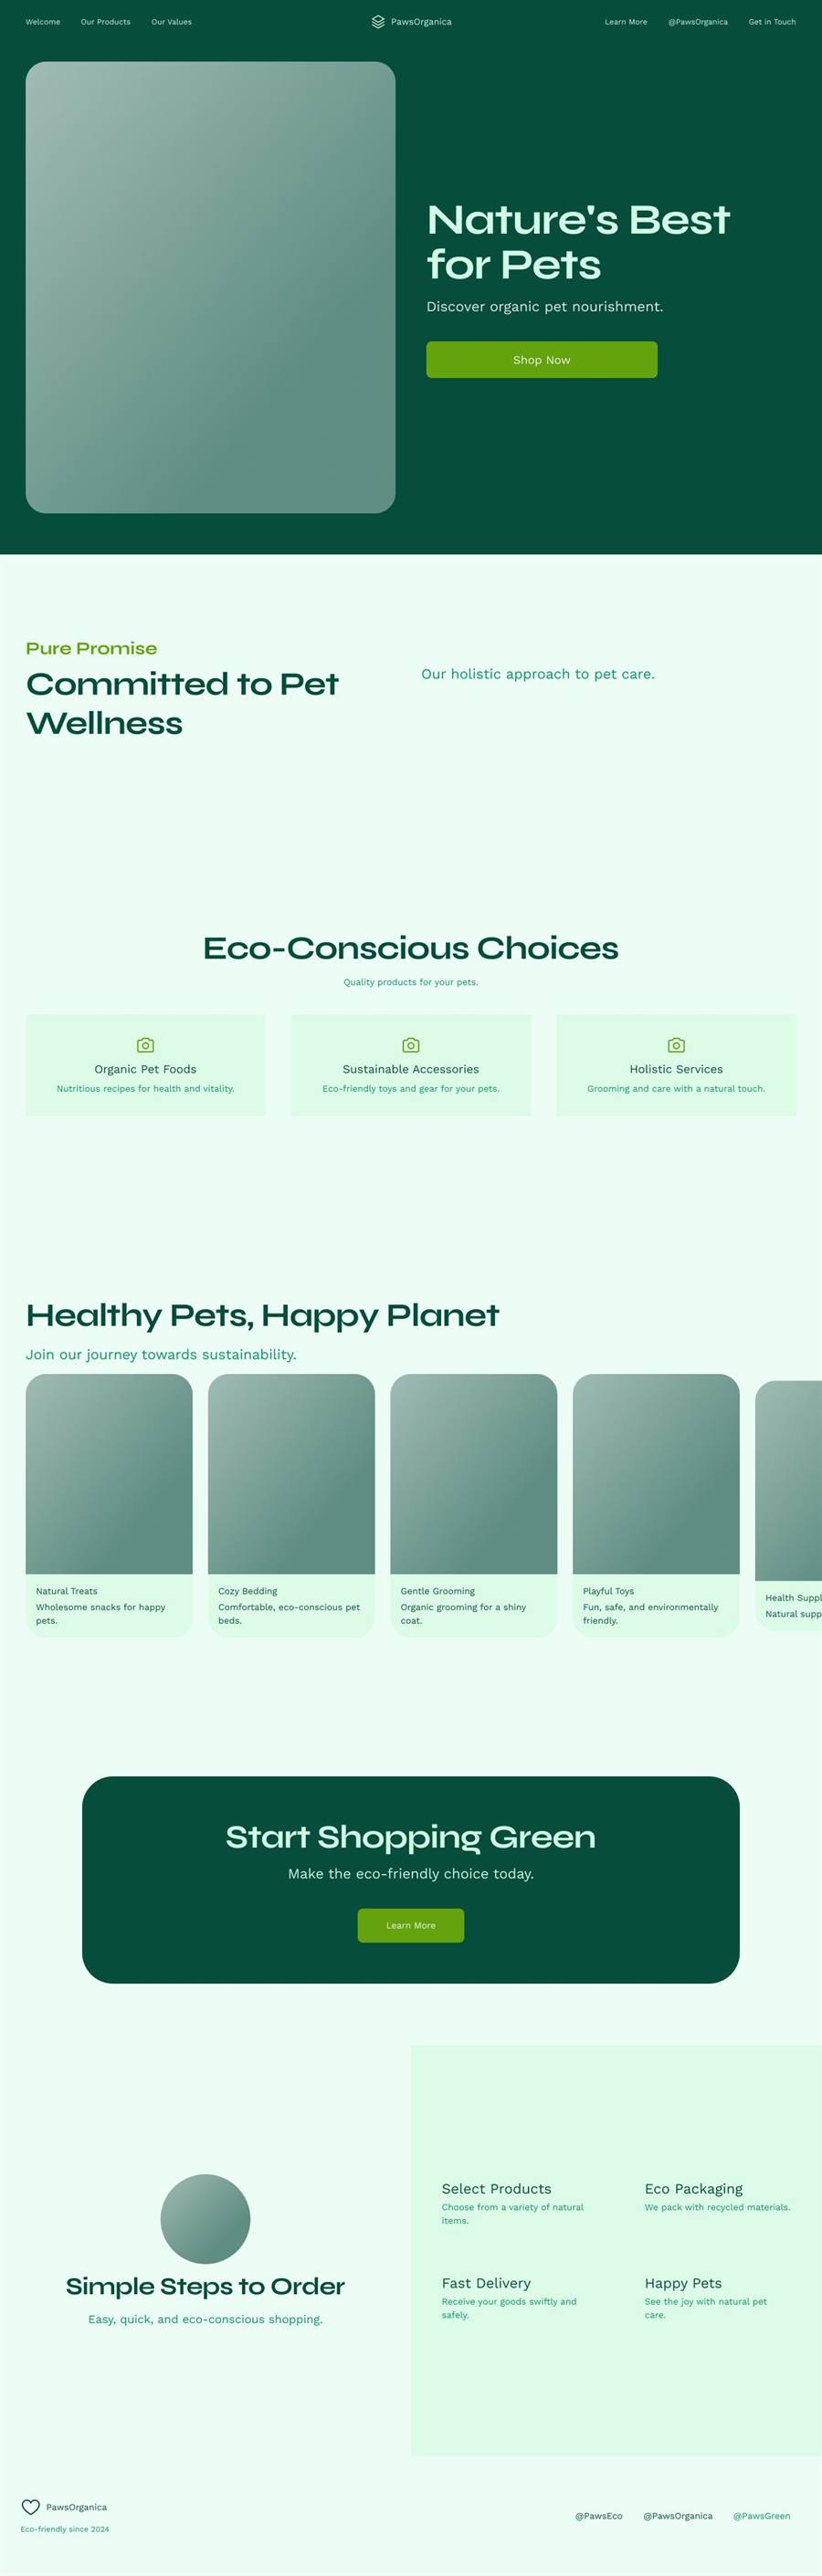 Welcome Our Products Our Values PawsOrganica Learn More @PawsOrganica Get in Touch
Nature's Best
for Pets
Discover organic pet nourishment.
Shop Now
Pure Promise
Committed to Pet
Wellness
Our holistic approach to pet care.
Eco-Conscious Choices
Quality products for your pets.
Organic Pet Foods
Nutritious recipes for health and vitality.
Sustainable Accessories
Eco-friendly toys and gear for your pets.
Holistic Services
Grooming and care with a natural touch.
Healthy Pets, Happy Planet
Join our journey towards sustainability.
Natural Treats
Wholesome snacks for happy
pets.
Cozy Bedding
Comfortable, eco-conscious pet
beds.
Gentle Grooming
Organic grooming for a shiny
coat.
Playful Toys
Fun, safe, and environmentally
friendly.
Health Suppl
Natural supp
Start Shopping Green
Make the eco-friendly choice today.
Learn More
Simple Steps to Order
Easy, quick, and eco-conscious shopping.
Select Products
Choose from a variety of natural
items.
Eco Packaging
We pack with recycled materials.
Fast Delivery
Receive your goods swiftly and
safely.
Happy Pets
See the joy with natural pet
care.
PawsOrganica
Eco-friendly since 2024
@PawsEco @PawsOrganica @PawsGreen